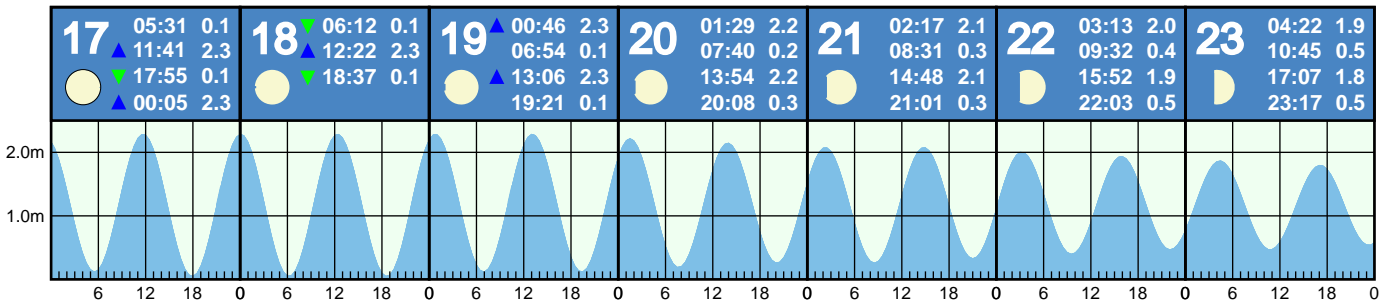 17
05:31 0.1
▲ 11:41 2.3
▼ 17:55 0.1
▲ 00:05 2.3
18
▼ 06:12 0.1
▲ 12:22 2.3
▼ 18:37 0.1
19
▲ 00:46 2.3
06:54 0.1
▲ 13:06 2.3
19:21 0.1
20
01:29 2.2
07:40 0.2
13:54 2.2
20:08 0.3
21
02:17 2.1
08:31 0.3
14:48 2.1
21:01 0.3
22
03:13 2.0
09:32 0.4
15:52 1.9
22:03 0.5
23
04:22 1.9
10:45 0.5
17:07 1.8
23:17 0.5
2.0m
1.0m
6 12 18 0 6 12 18 0 6 12 18 0 6 12 18 0 6 12 18 0 6 12 18 0 6 12 18 0